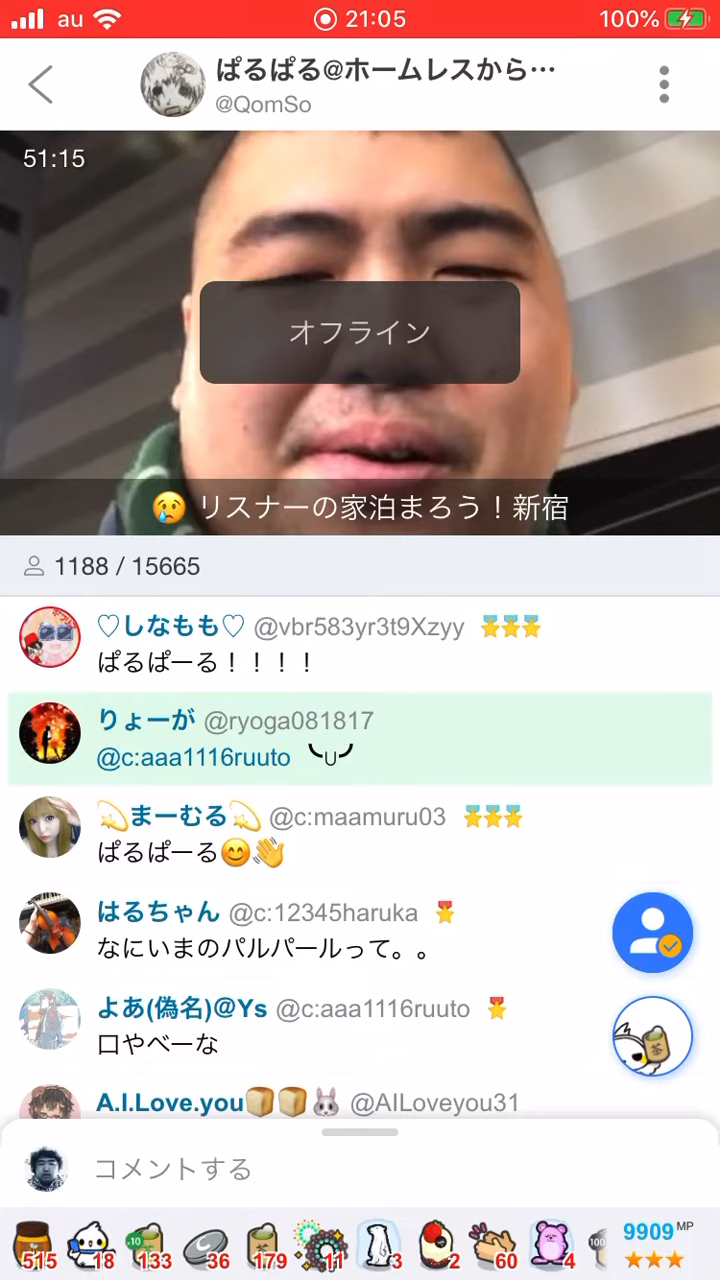 au 21:05 100%
ぱるぱる@ホームレスから…
@QomSo
51:15
オフライン
😢 リスナーの家泊まろう！新宿
1188 / 15665
♡しなもも♡ @vbr583yr3t9Xzyy
ぱるぱーる！！！！
りょーが @ryoga081817
@c:aaa1116ruuto ╰∪╯
💫まーむる💫 @c:maamuru03
ぱるぱーる😊👋
はるちゃん @c:12345haruka
なにいまのパルパールって。。
よあ(偽名)@Ys @c:aaa1116ruuto
口やべーな
A.I.Love.you🍞🍞🐰 @AILoveyou31
コメントする
515 18 133 36 179 11 3 2 60 4 9909 MP